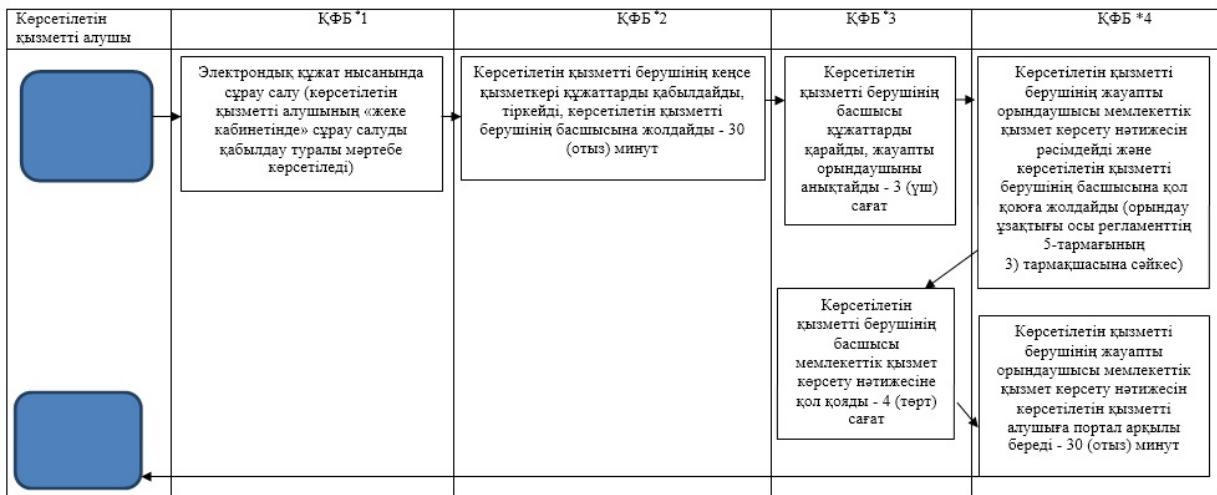 Көрсетілетін
қызметті алушы
ҚФБ *1
ҚФБ *2
ҚФБ *3
ҚФБ *4
Электрондық құжат нысанында
сұрау салу (көрсетілетін
қызметті алушының «жеке
кабинетінде» сұрау салуды
қабылдау туралы мәртебе
көрсетіледі)
Көрсетілетін қызметті берушінің кеңсе
қызметкері құжаттарды қабылдайды,
тіркейді, көрсетілетін қызметті
берушінің басшысына жолдайды - 30
(отыз) минут
Көрсетілетін
қызметті берушінің
басшысы
құжаттарды
қарайды, жауапты
орындаушыны
анықтайды - 3 (үш)
сағат
Көрсетілетін қызметті
берушінің жауапты
орындаушысы мемлекеттік
қызмет көрсету нәтижесін
рәсімдейді және
көрсетілетін қызметті
берушінің басшысына қол
қоюға жолдайды (орындау
ұзақтығы осы регламенттің
5-тармағының
3) тармақшасына сәйкес)
Көрсетілетін
қызметті берушінің
басшысы
мемлекеттік қызмет
көрсету нәтижесіне
қол қояды - 4 (төрт)
сағат
Көрсетілетін қызметті
берушінің жауапты
орындаушысы мемлекеттік
қызмет көрсету нәтижесін
көрсетілетін қызметті
алушыға портал арқылы
береді - 30 (отыз) минут